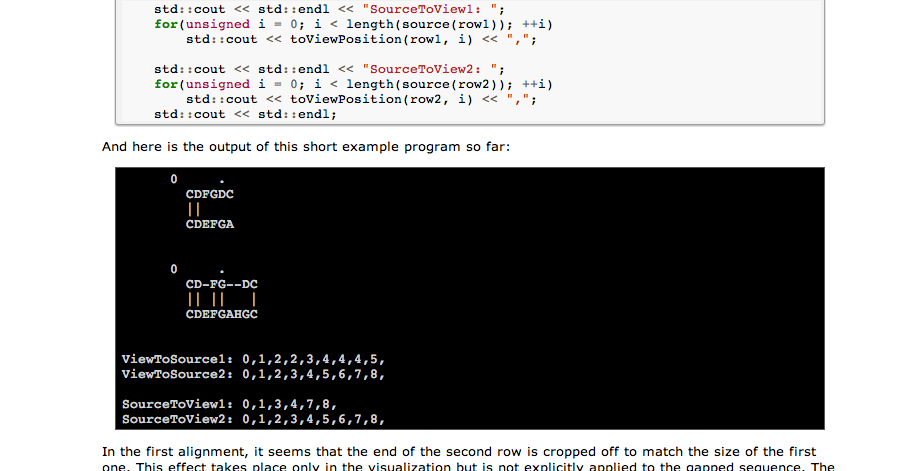 std::cout << std::endl << "SourceToView1: ";
for(unsigned i = 0; i < length(source(row1)); ++i)
    std::cout << toViewPosition(row1, i) << ",";

std::cout << std::endl << "SourceToView2: ";
for(unsigned i = 0; i < length(source(row2)); ++i)
    std::cout << toViewPosition(row2, i) << ",";
std::cout << std::endl;
And here is the output of this short example program so far:
0     .
  CDFGDC
  ||
  CDEFGA

0     .
  CD-FG--DC
  || ||  |
  CDEFGAHGC

ViewToSource1: 0,1,2,2,3,4,4,4,5,
ViewToSource2: 0,1,2,3,4,5,6,7,8,

SourceToView1: 0,1,3,4,7,8,
SourceToView2: 0,1,2,3,4,5,6,7,8,
In the first alignment, it seems that the end of the second row is cropped off to match the size of the first
one. This effect takes place only in the visualization but is not explicitly applied to the gapped sequence. The